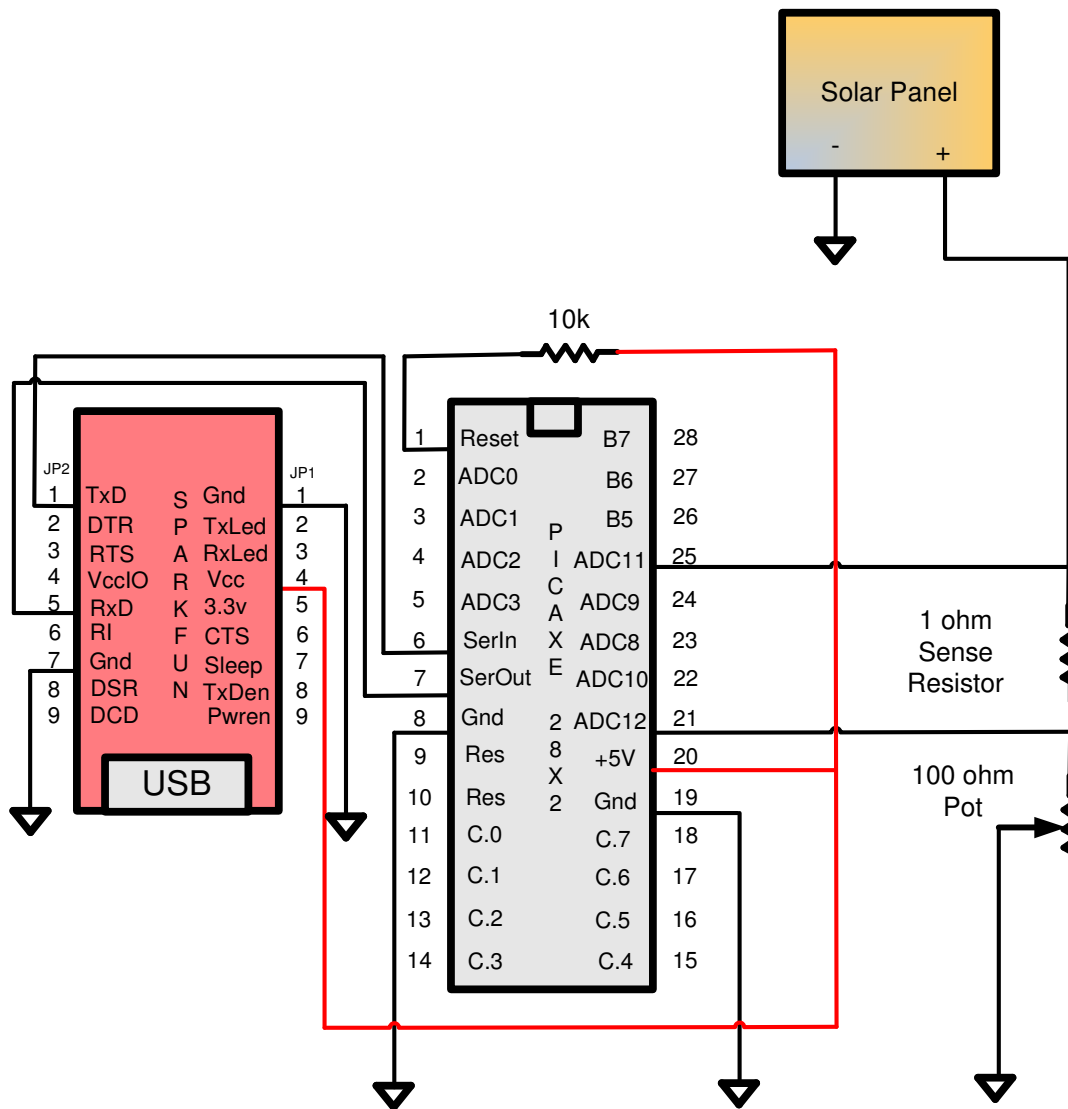 Solar Panel
- +
10k
JP2
1 TxD
2 DTR
3 RTS
4 VccIO
5 RxD
6 RI
7 Gnd
8 DSR
9 DCD
S
P
A
R
K
F
U
N
JP1
Gnd 1
TxLed 2
RxLed 3
Vcc 4
3.3v 5
CTS 6
Sleep 7
TxDen 8
Pwren 9
USB
1 Reset
2 ADC0
3 ADC1
4 ADC2
5 ADC3
6 SerIn
7 SerOut
8 Gnd
9 Res
10 Res
11 C.0
12 C.1
13 C.2
14 C.3
P
I
C
A
X
E
2
8
X
2
B7 28
B6 27
B5 26
ADC11 25
ADC9 24
ADC8 23
ADC10 22
ADC12 21
+5V 20
Gnd 19
C.7 18
C.6 17
C.5 16
C.4 15
1 ohm
Sense
Resistor
100 ohm
Pot